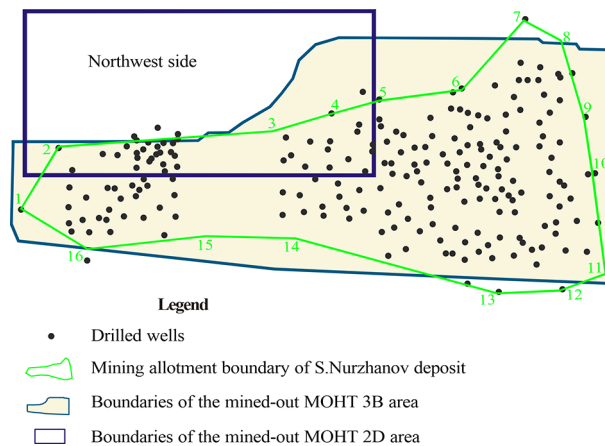 7
8
Northwest side
6
5
4
9
3
2
10
1
15
14
16
11
12
13
Legend
Drilled wells
Mining allotment boundary of S.Nurzhanov deposit
Boundaries of the mined-out MOHT 3B area
Boundaries of the mined-out MOHT 2D area